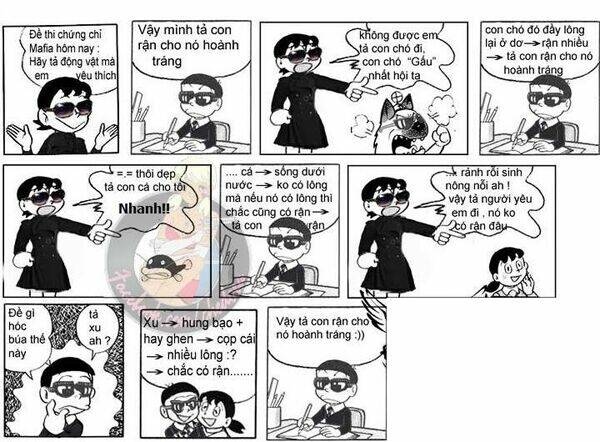 Đề thi chứng chỉ
Mafia hôm nay :
Hãy tả động vật mà
em yêu thích
Vậy mình tả con
rận cho nó hoành
tráng
không được em
tả con chó đi,
con chó "Gấu"
nhất hội ta
con chó đó đầy lông
lại ở dơ→rận nhiều
→ tả con rận cho nó
hoành tráng
=.= thôi dẹp
tả con cá cho tôi
Nhanh!!
.... cá → sống dưới
nước → ko có lông
mà nếu nó có lông thì
chắc cũng có rận→
→ tả con rận
... rảnh rỗi sinh
nông nỗi ah !
vậy tả người yêu
em đi , nó ko
có rận đâu
Đề gì
hóc
búa thế
này
tả
xu
ah ?
Xu → hung bạo +
hay ghen → cọp cái
→ nhiều lông :?
→ chắc có rận.......
Vậy tả con rận cho
nó hoành tráng :))